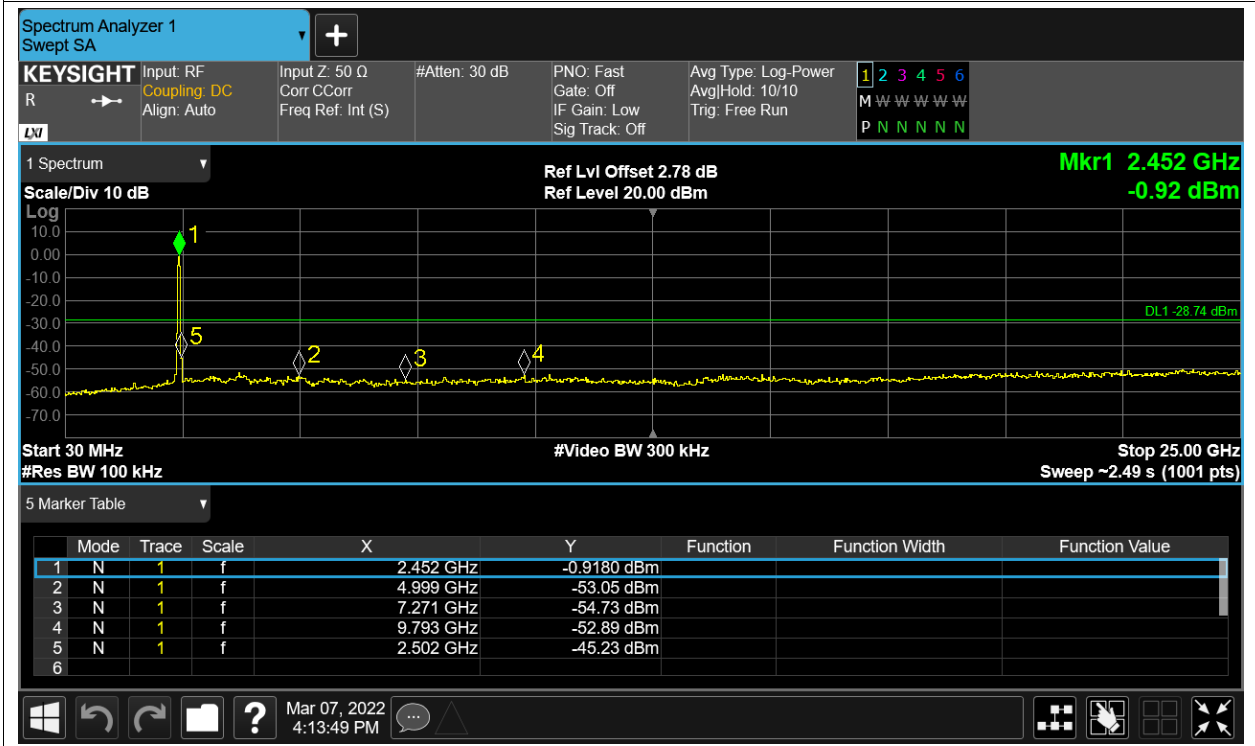 Spectrum Analyzer 1
Swept SA
KEYSIGHT
R
LXI
Input: RF
Coupling: DC
Align: Auto
Input Z: 50 Ω
Corr CCorr
Freq Ref: Int (S)
#Atten: 30 dB
PNO: Fast
Gate: Off
IF Gain: Low
Sig Track: Off
Avg Type: Log-Power
Avg|Hold: 10/10
Trig: Free Run
1 2 3 4 5 6
M W W W W W
P N N N N N
1 Spectrum
Scale/Div 10 dB
Ref Lvl Offset 2.78 dB
Ref Level 20.00 dBm
Mkr1 2.452 GHz
-0.92 dBm
Log
10.0
0.00
-10.0
-20.0
-30.0
-40.0
-50.0
-60.0
-70.0
1
5
2
3
4
DL1 -28.74 dBm
Start 30 MHz
#Res BW 100 kHz
#Video BW 300 kHz
Stop 25.00 GHz
Sweep ~2.49 s (1001 pts)
5 Marker Table
Mode Trace Scale X Y Function Function Width Function Value
1 N 1 f 2.452 GHz -0.9180 dBm
2 N 1 f 4.999 GHz -53.05 dBm
3 N 1 f 7.271 GHz -54.73 dBm
4 N 1 f 9.793 GHz -52.89 dBm
5 N 1 f 2.502 GHz -45.23 dBm
6
?
Mar 07, 2022
4:13:49 PM